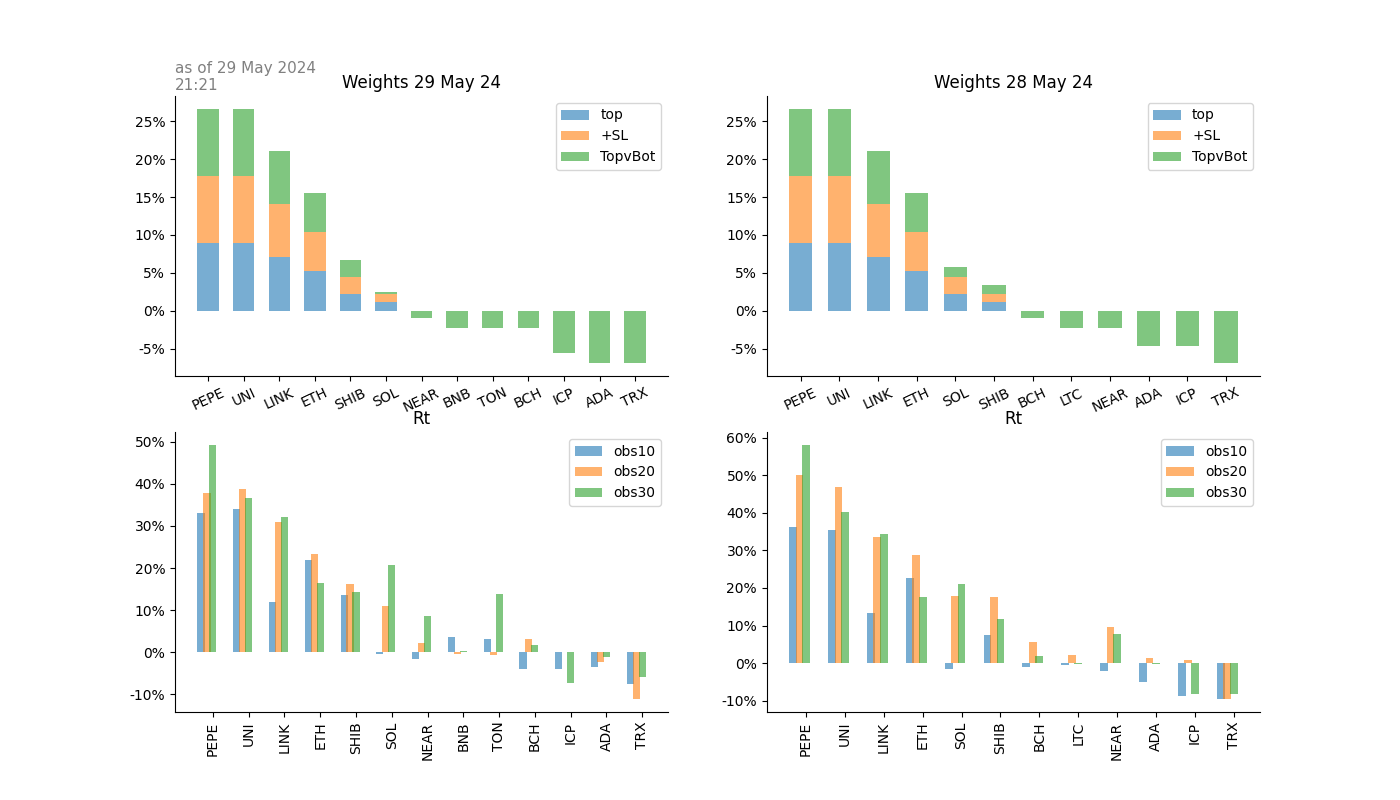 as of 29 May 2024
21:21
Weights 29 May 24
25%
20%
15%
10%
5%
0%
-5%
top
+SL
TopvBot
PEPE UNI LINK ETH SHIB SOL NEAR BNB TON BCH ICP ADA TRX
Weights 28 May 24
25%
20%
15%
10%
5%
0%
-5%
top
+SL
TopvBot
PEPE UNI LINK ETH SOL SHIB BCH LTC NEAR ADA ICP TRX
Rt
50%
40%
30%
20%
10%
0%
-10%
obs10
obs20
obs30
PEPE UNI LINK ETH SHIB SOL NEAR BNB TON BCH ICP ADA TRX
Rt
60%
50%
40%
30%
20%
10%
0%
-10%
obs10
obs20
obs30
PEPE UNI LINK ETH SOL SHIB BCH LTC NEAR ADA ICP TRX